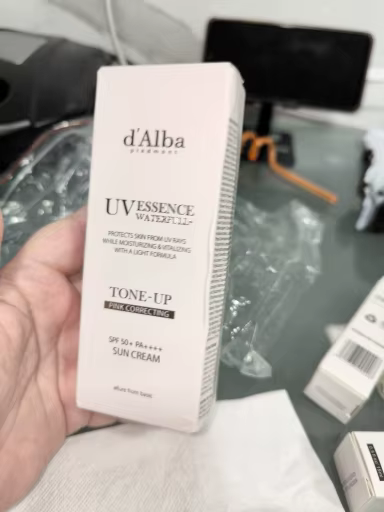 d'Alba
piedmont
UV ESSENCE
WATERFULL™
PROTECTS SKIN FROM UV RAYS
WHILE MOISTURIZING & VITALIZING
WITH A LIGHT FORMULA
TONE-UP
PINK CORRECTING
SPF 50+ PA++++
SUN CREAM